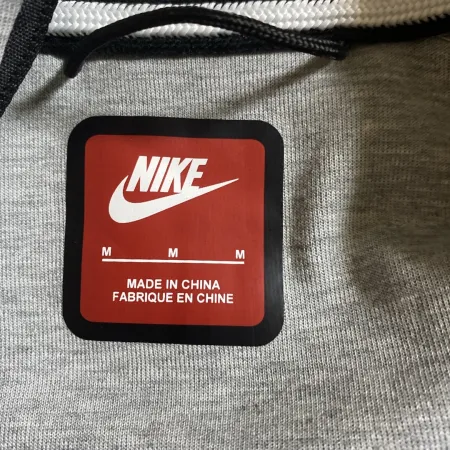 NIKE
M M M
MADE IN CHINA
FABRIQUE EN CHINE